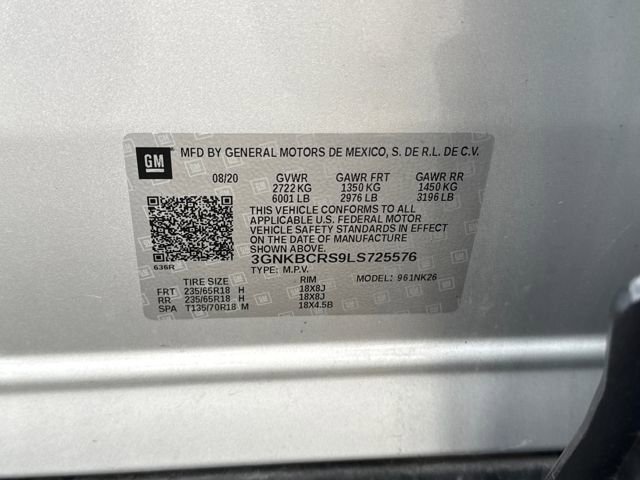 GM MFD BY GENERAL MOTORS DE MEXICO, S. DE R.L. DE C.V.
08/20 GVWR GAWR FRT GAWR RR
2722 KG 1350 KG 1450 KG
6001 LB 2976 LB 3196 LB
THIS VEHICLE CONFORMS TO ALL
APPLICABLE U.S. FEDERAL MOTOR
VEHICLE SAFETY STANDARDS IN EFFECT
ON THE DATE OF MANUFACTURE
SHOWN ABOVE.
3GNKBCRS9LS725576
636R TYPE: M.P.V.
TIRE SIZE RIM MODEL: 961NK26
FRT 235/65R18 H 18X8J
RR 235/65R18 H 18X8J
SPA T135/70R18 M 18X4.5B